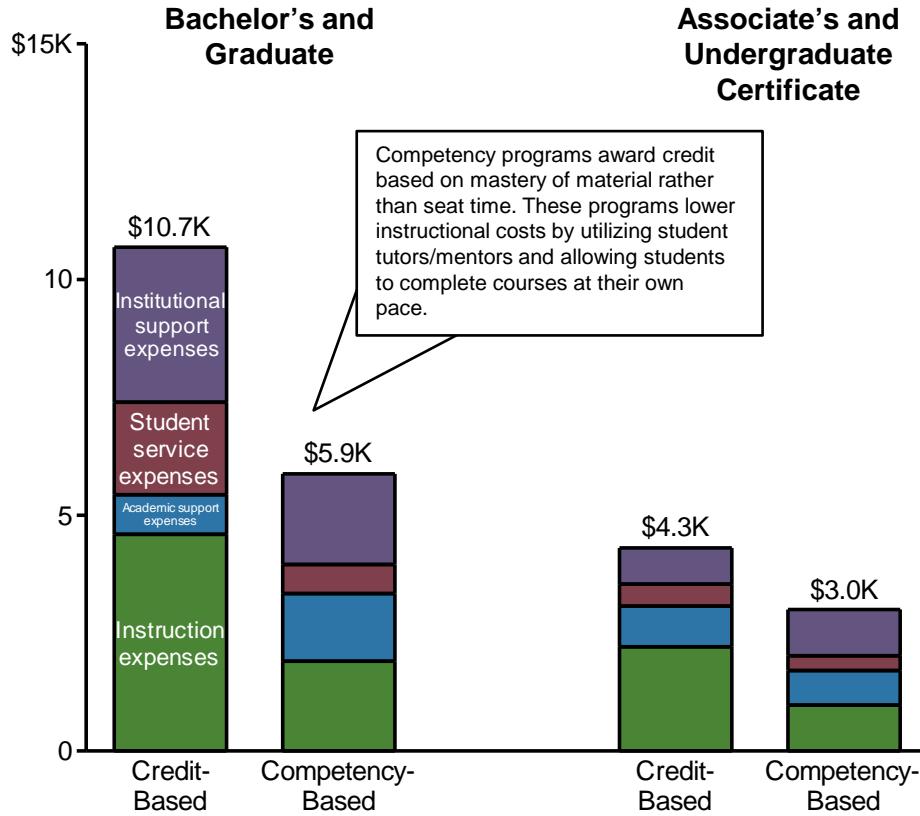 Bachelor’s and
Graduate
Associate’s and
Undergraduate
Certificate
$15K
10
5
0
Competency programs award credit
based on mastery of material rather
than seat time. These programs lower
instructional costs by utilizing student
tutors/mentors and allowing students
to complete courses at their own
pace.
$10.7K
Institutional
support
expenses
Student
service
expenses
Academic support
expenses
Instruction
expenses
$5.9K
$4.3K
$3.0K
Credit-
Based
Competency-
Based
Credit-
Based
Competency-
Based